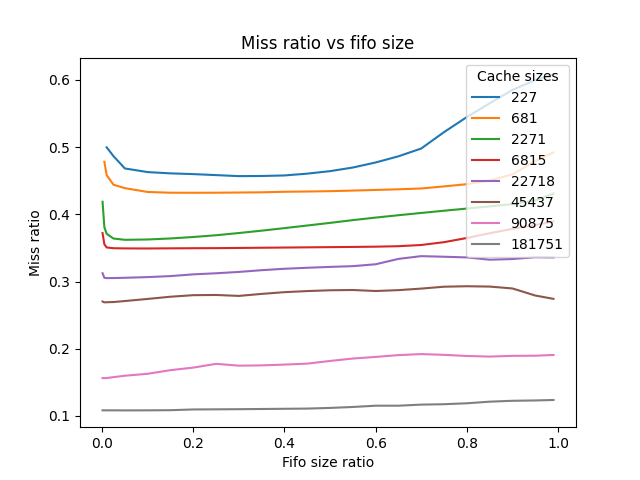 Miss ratio vs fifo size
Cache sizes
227
681
2271
6815
22718
45437
90875
181751
Miss ratio
0.6
0.5
0.4
0.3
0.2
0.1
0.0 0.2 0.4 0.6 0.8 1.0
Fifo size ratio